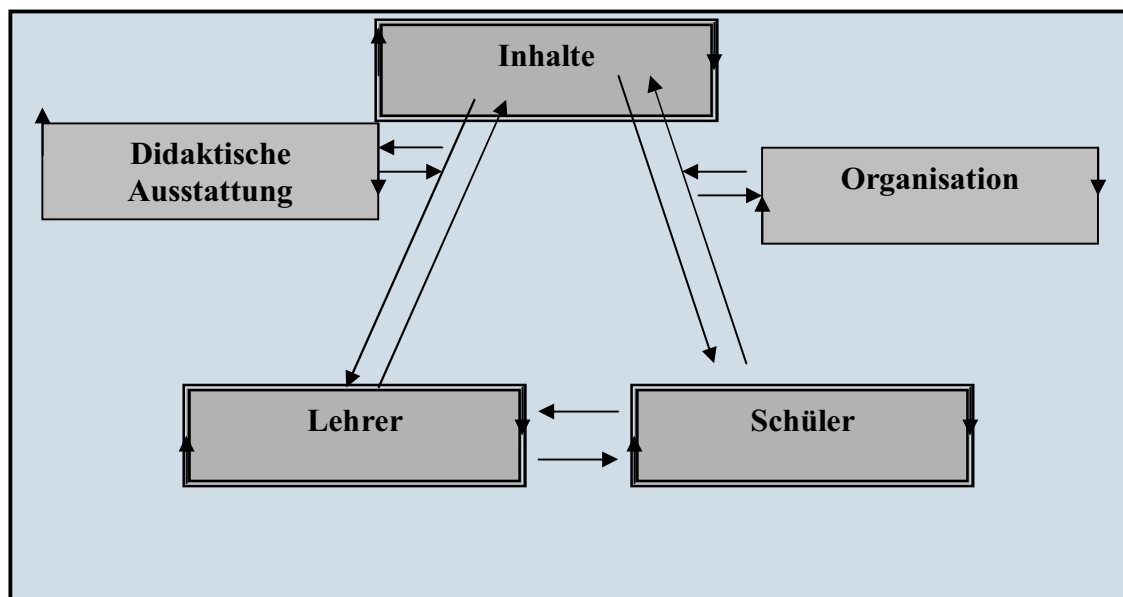 Inhalte
Didaktische
Ausstattung
Organisation
Lehrer
Schüler